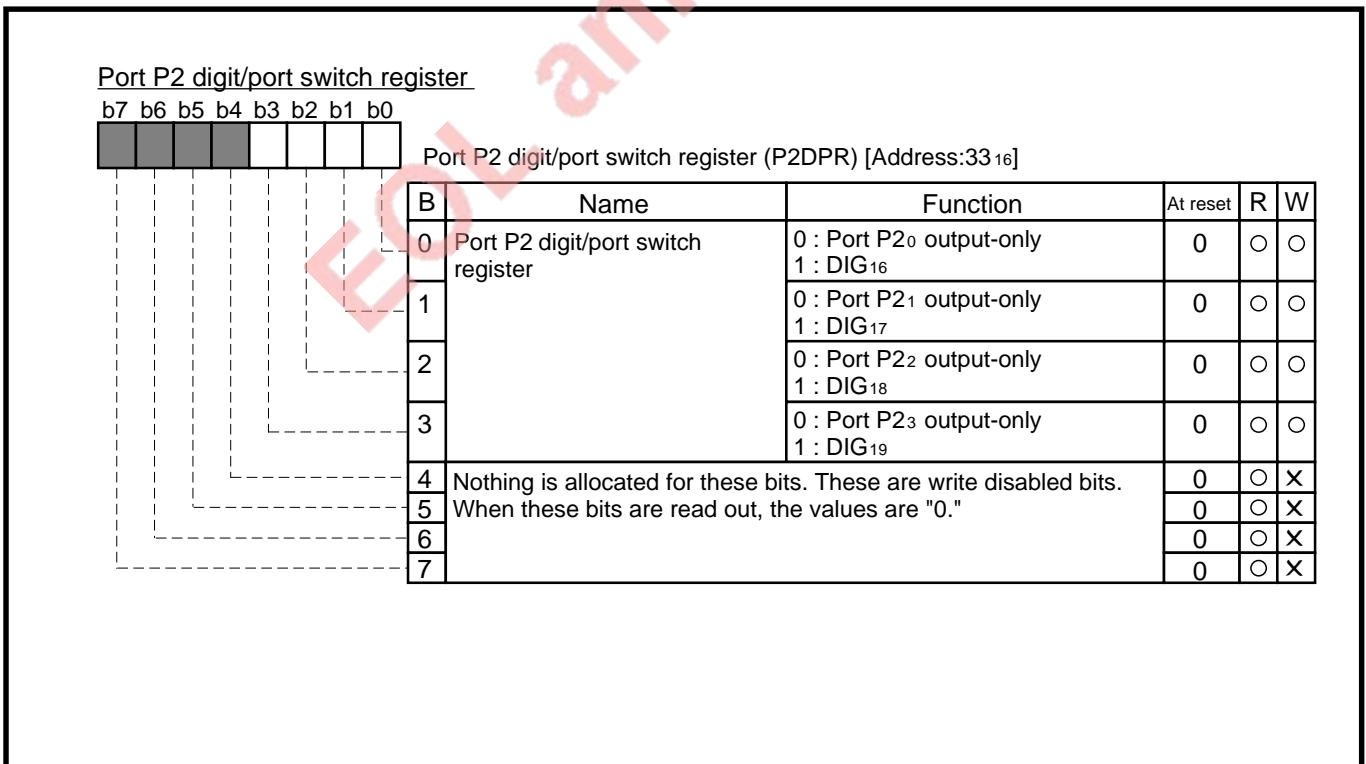 Port P2 digit/port switch register
b7 b6 b5 b4 b3 b2 b1 b0
Port P2 digit/port switch register (P2DPR) [Address:33 16]
B Name Function At reset R W
0 Port P2 digit/port switch register 0 : Port P20 output-only 0 ○ ○
1 : DIG16
1 0 : Port P21 output-only 0 ○ ○
1 : DIG17
2 0 : Port P22 output-only 0 ○ ○
1 : DIG18
3 0 : Port P23 output-only 0 ○ ○
1 : DIG19
4 Nothing is allocated for these bits. These are write disabled bits. 0 ○ ×
5 When these bits are read out, the values are "0." 0 ○ ×
6 0 ○ ×
7 0 ○ ×
EOL